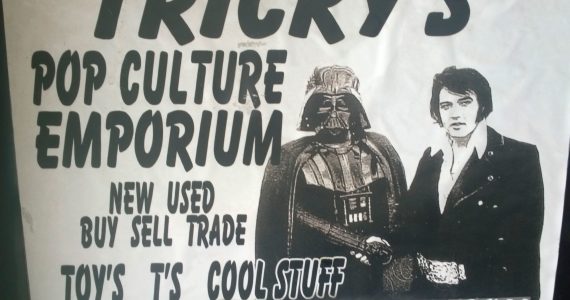 TRICKY'S
POP CULTURE
EMPORIUM
NEW USED
BUY SELL TRADE
TOY'S T'S COOL STUFF